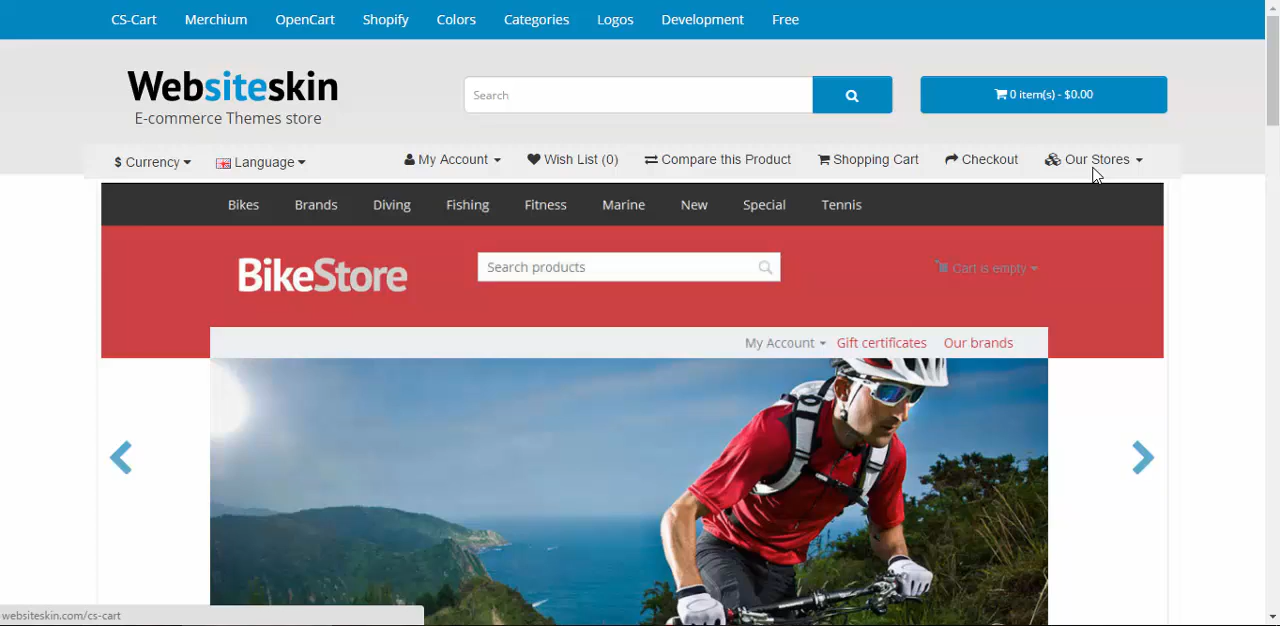 CS-Cart Merchium OpenCart Shopify Colors Categories Logos Development Free
Websiteskin
E-commerce Themes store
Search
0 item(s) - $0.00
$ Currency Language My Account Wish List (0) Compare this Product Shopping Cart Checkout Our Stores
Bikes Brands Diving Fishing Fitness Marine New Special Tennis
BikeStore
Search products
Cart is empty
My Account Gift certificates Our brands
websiteskin.com/cs-cart